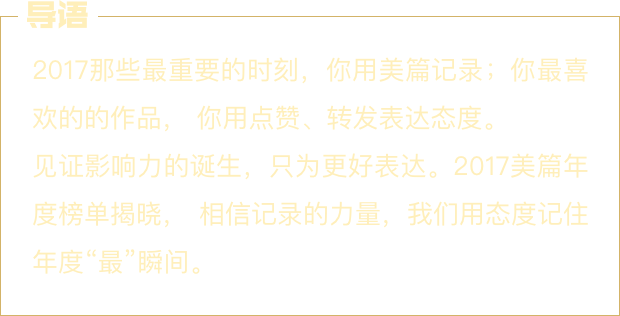 导语
2017那些最重要的时刻，你用美篇记录；你最喜
欢的的作品， 你用点赞、转发表达态度。
见证影响力的诞生，只为更好表达。2017美篇年
度榜单揭晓， 相信记录的力量，我们用态度记住
年度“最”瞬间。